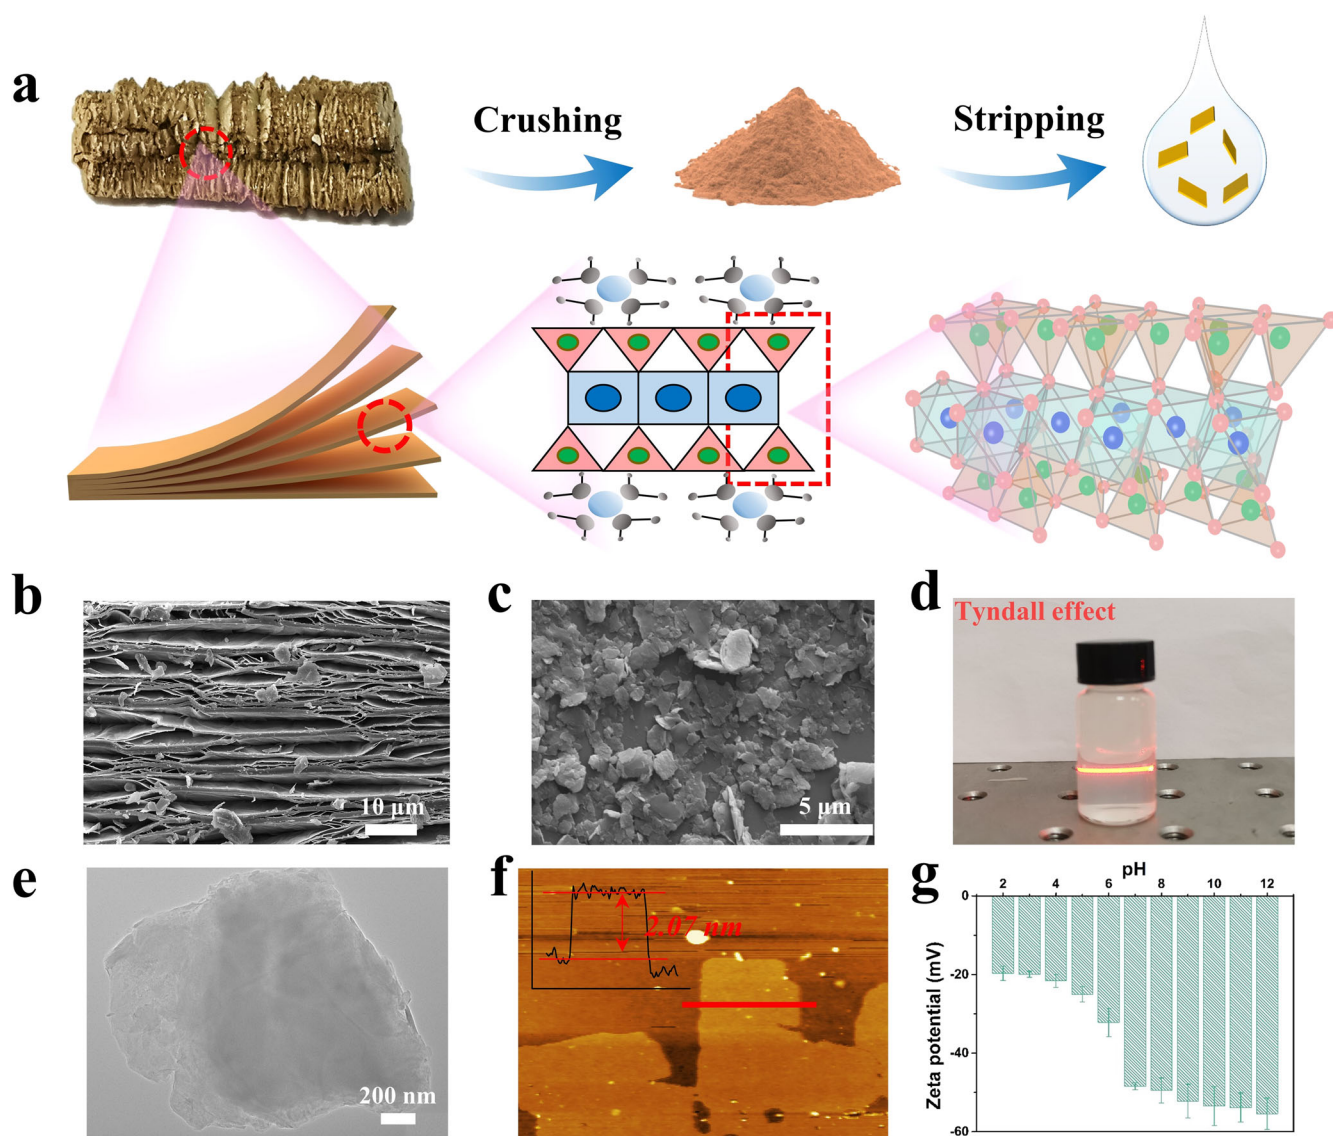 a
Crushing
Stripping
b
10 μm
c
5 μm
d
Tyndall effect
e
200 nm
f
2.07 nm
g
pH
2 4 6 8 10 12
0
-20
-40
-60
Zeta potential (mV)